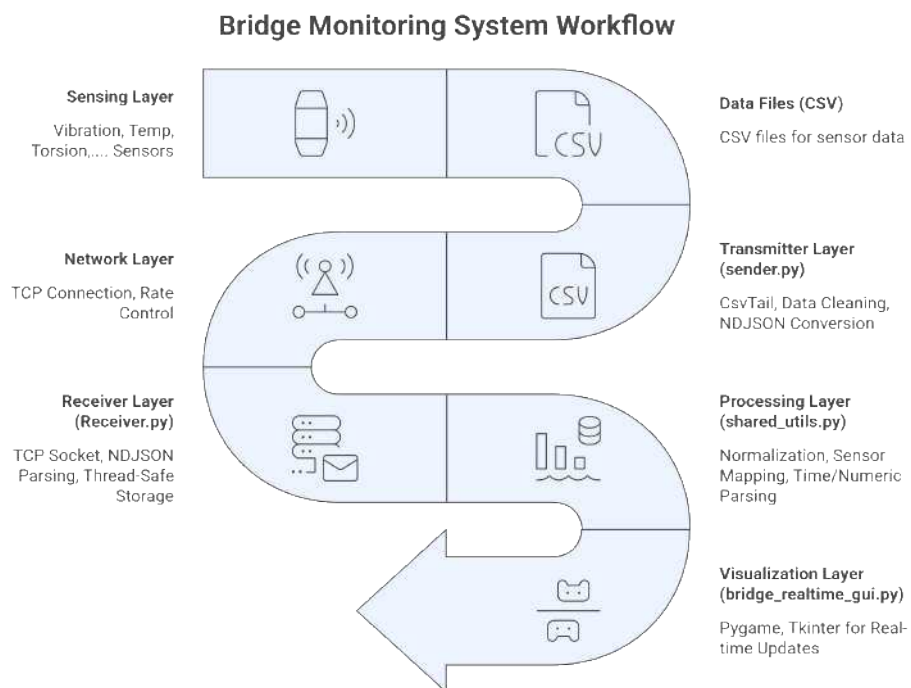 Bridge Monitoring System Workflow
Sensing Layer
Vibration, Temp,
Torsion,.... Sensors
CSV
Data Files (CSV)
CSV files for sensor data
Network Layer
TCP Connection, Rate
Control
CSV
Transmitter Layer
(sender.py)
CsvTail, Data Cleaning,
NDJSON Conversion
Receiver Layer
(Receiver.py)
TCP Socket, NDJSON
Parsing, Thread-Safe
Storage
Processing Layer
(shared_utils.py)
Normalization, Sensor
Mapping, Time/Numeric
Parsing
Visualization Layer
(bridge_realtime_gui.py)
Pygame, Tkinter for Real-
time Updates